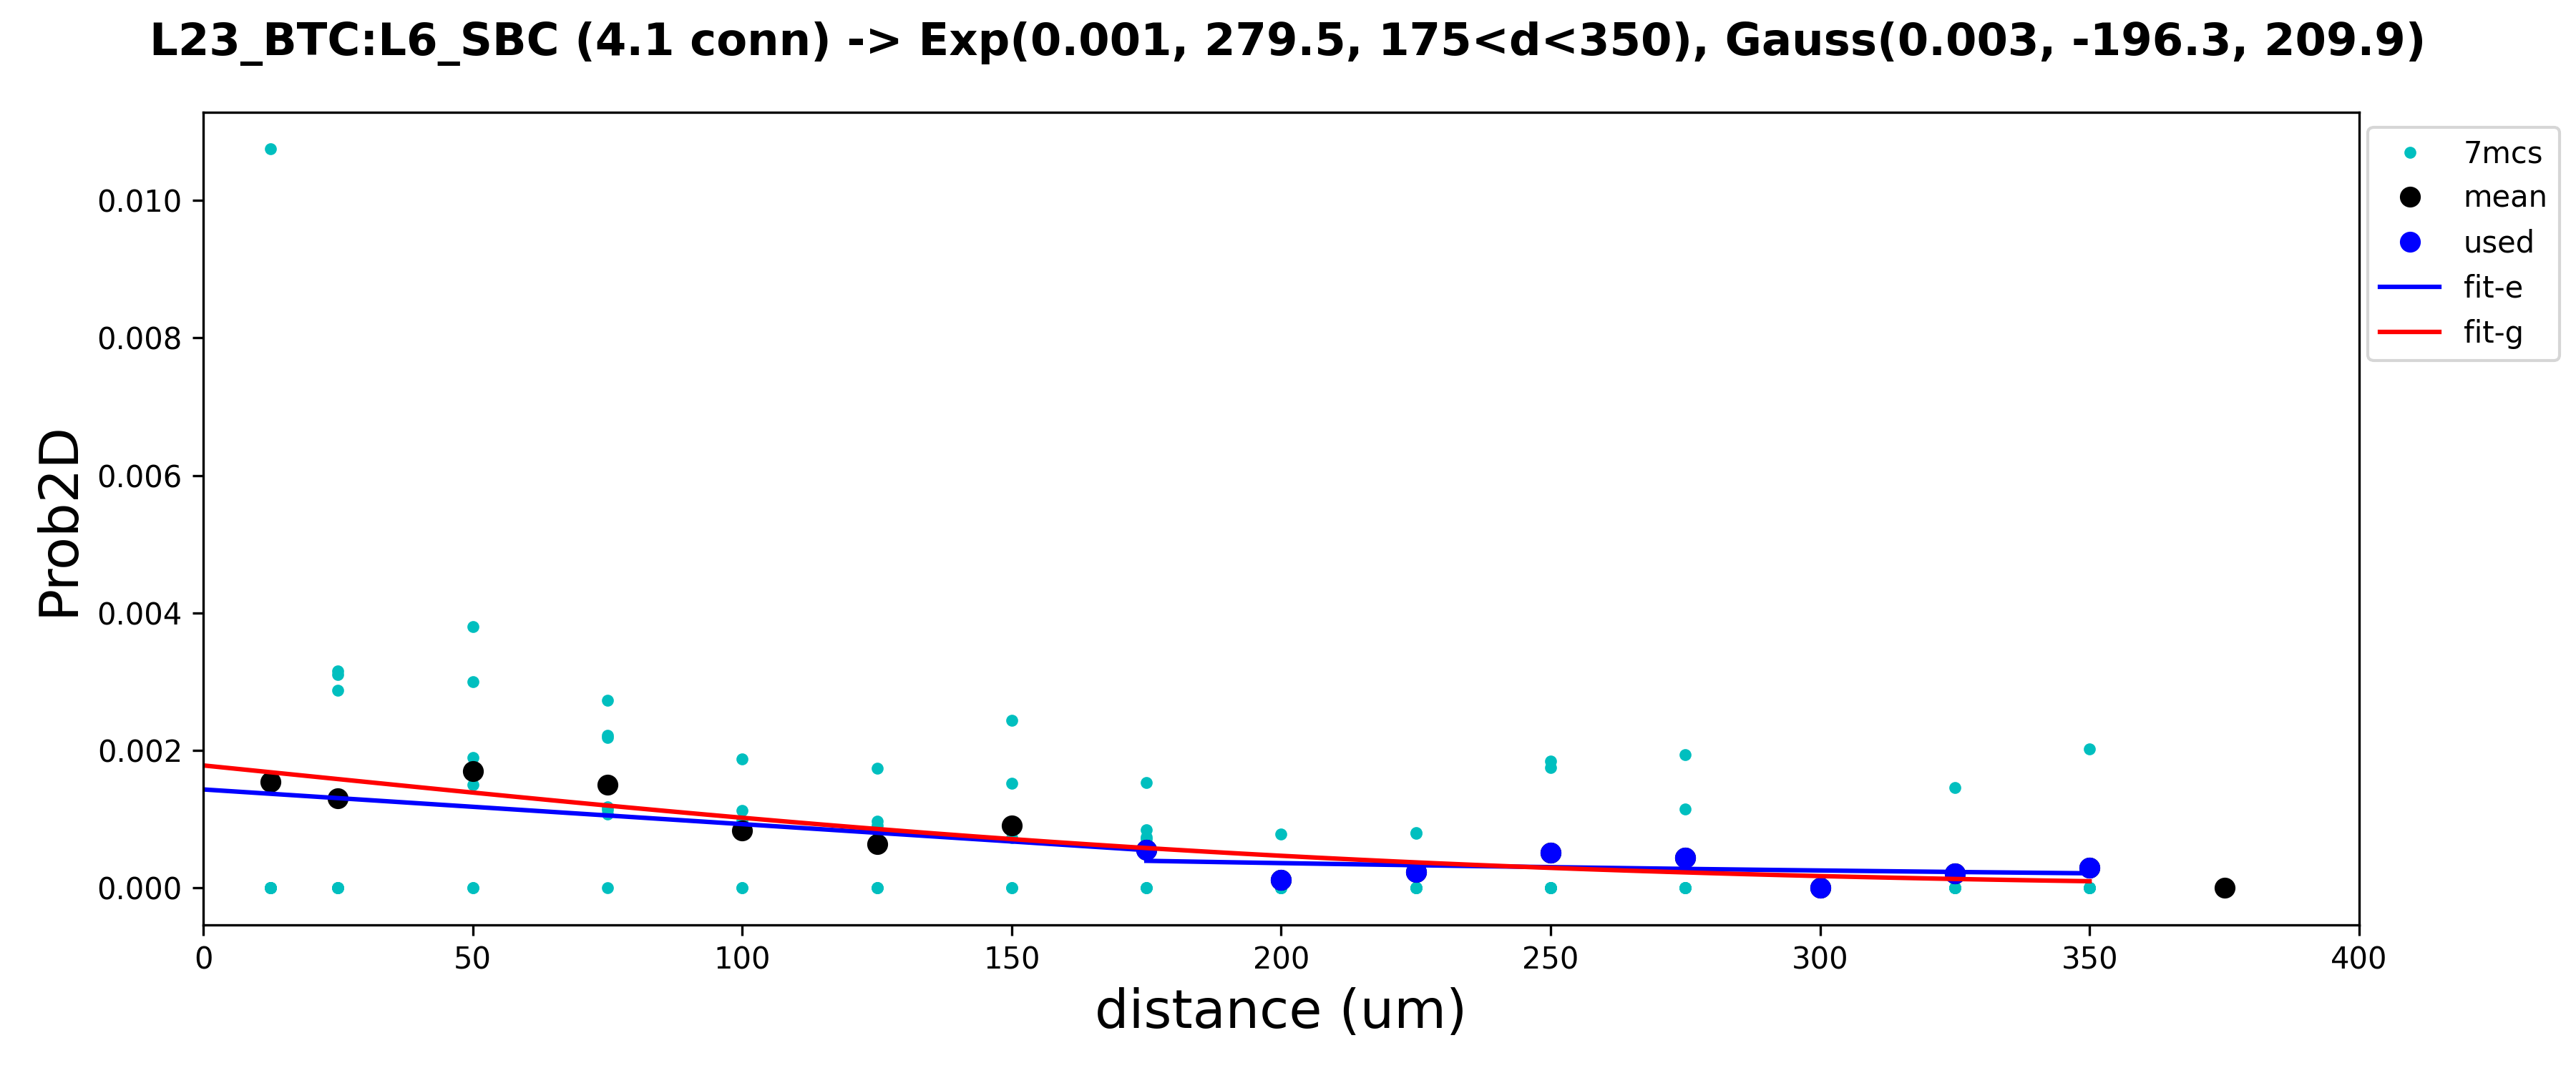 L23_BTC:L6_SBC (4.1 conn) -> Exp(0.001, 279.5, 175<d<350), Gauss(0.003, -196.3, 209.9)
7mcs
mean
used
fit-e
fit-g
Prob2D
0.010
0.008
0.006
0.004
0.002
0.000
0 50 100 150 200 250 300 350 400
distance (um)